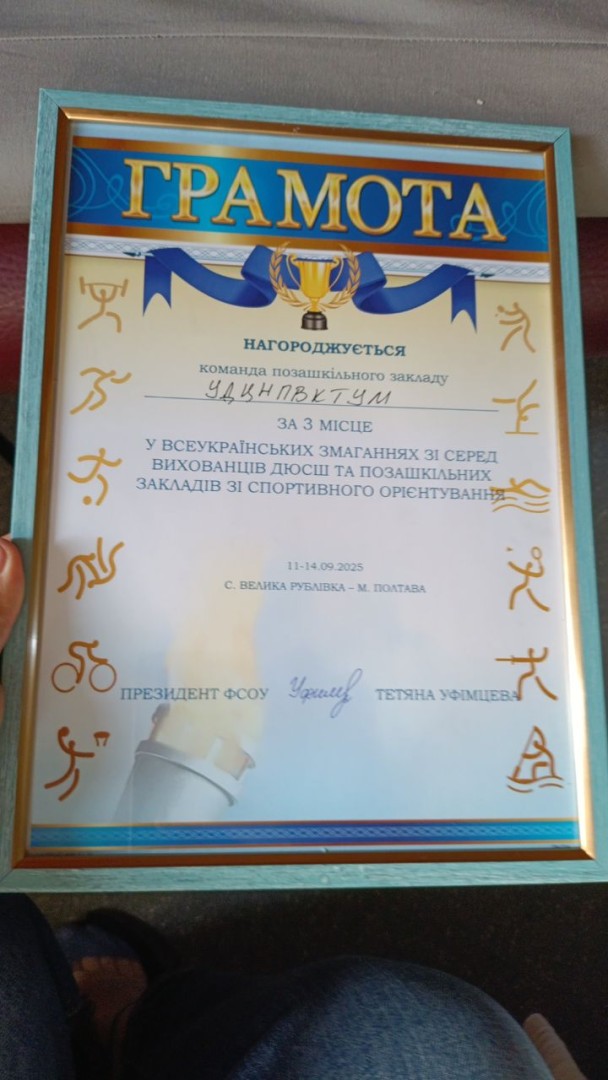 ГРАМОТА
НАГОРОДЖУЄТЬСЯ
команда позашкільного закладу
УДЦНПВКТУМ
ЗА 3 МІСЦЕ
У ВСЕУКРАЇНСЬКИХ ЗМАГАННЯХ ЗІ СЕРЕД
ВИХОВАНЦІВ ДЮСШ ТА ПОЗАШКІЛЬНИХ
ЗАКЛАДІВ ЗІ СПОРТИВНОГО ОРІЄНТУВАННЯ
11-14.09.2025
С. ВЕЛИКА РУБЛІВКА – М. ПОЛТАВА
ПРЕЗИДЕНТ ФСОУ ТЕТЯНА УФІМЦЕВА